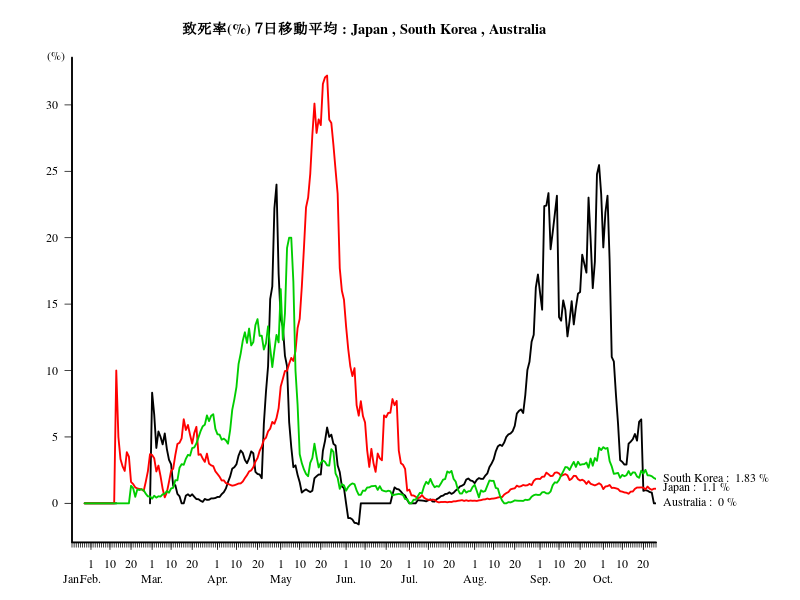 致死率(%) 7日移動平均 : Japan , South Korea , Australia
(%)
30
25
20
15
10
5
0
South Korea : 1.83 %
Japan : 1.1 %
Australia : 0 %
1 10 20 1 10 20 1 10 20 1 10 20 1 10 20 1 10 20 1 10 20 1 10 20 1 10 20
Jan. Feb. Mar. Apr. May Jun. Jul. Aug. Sep. Oct.